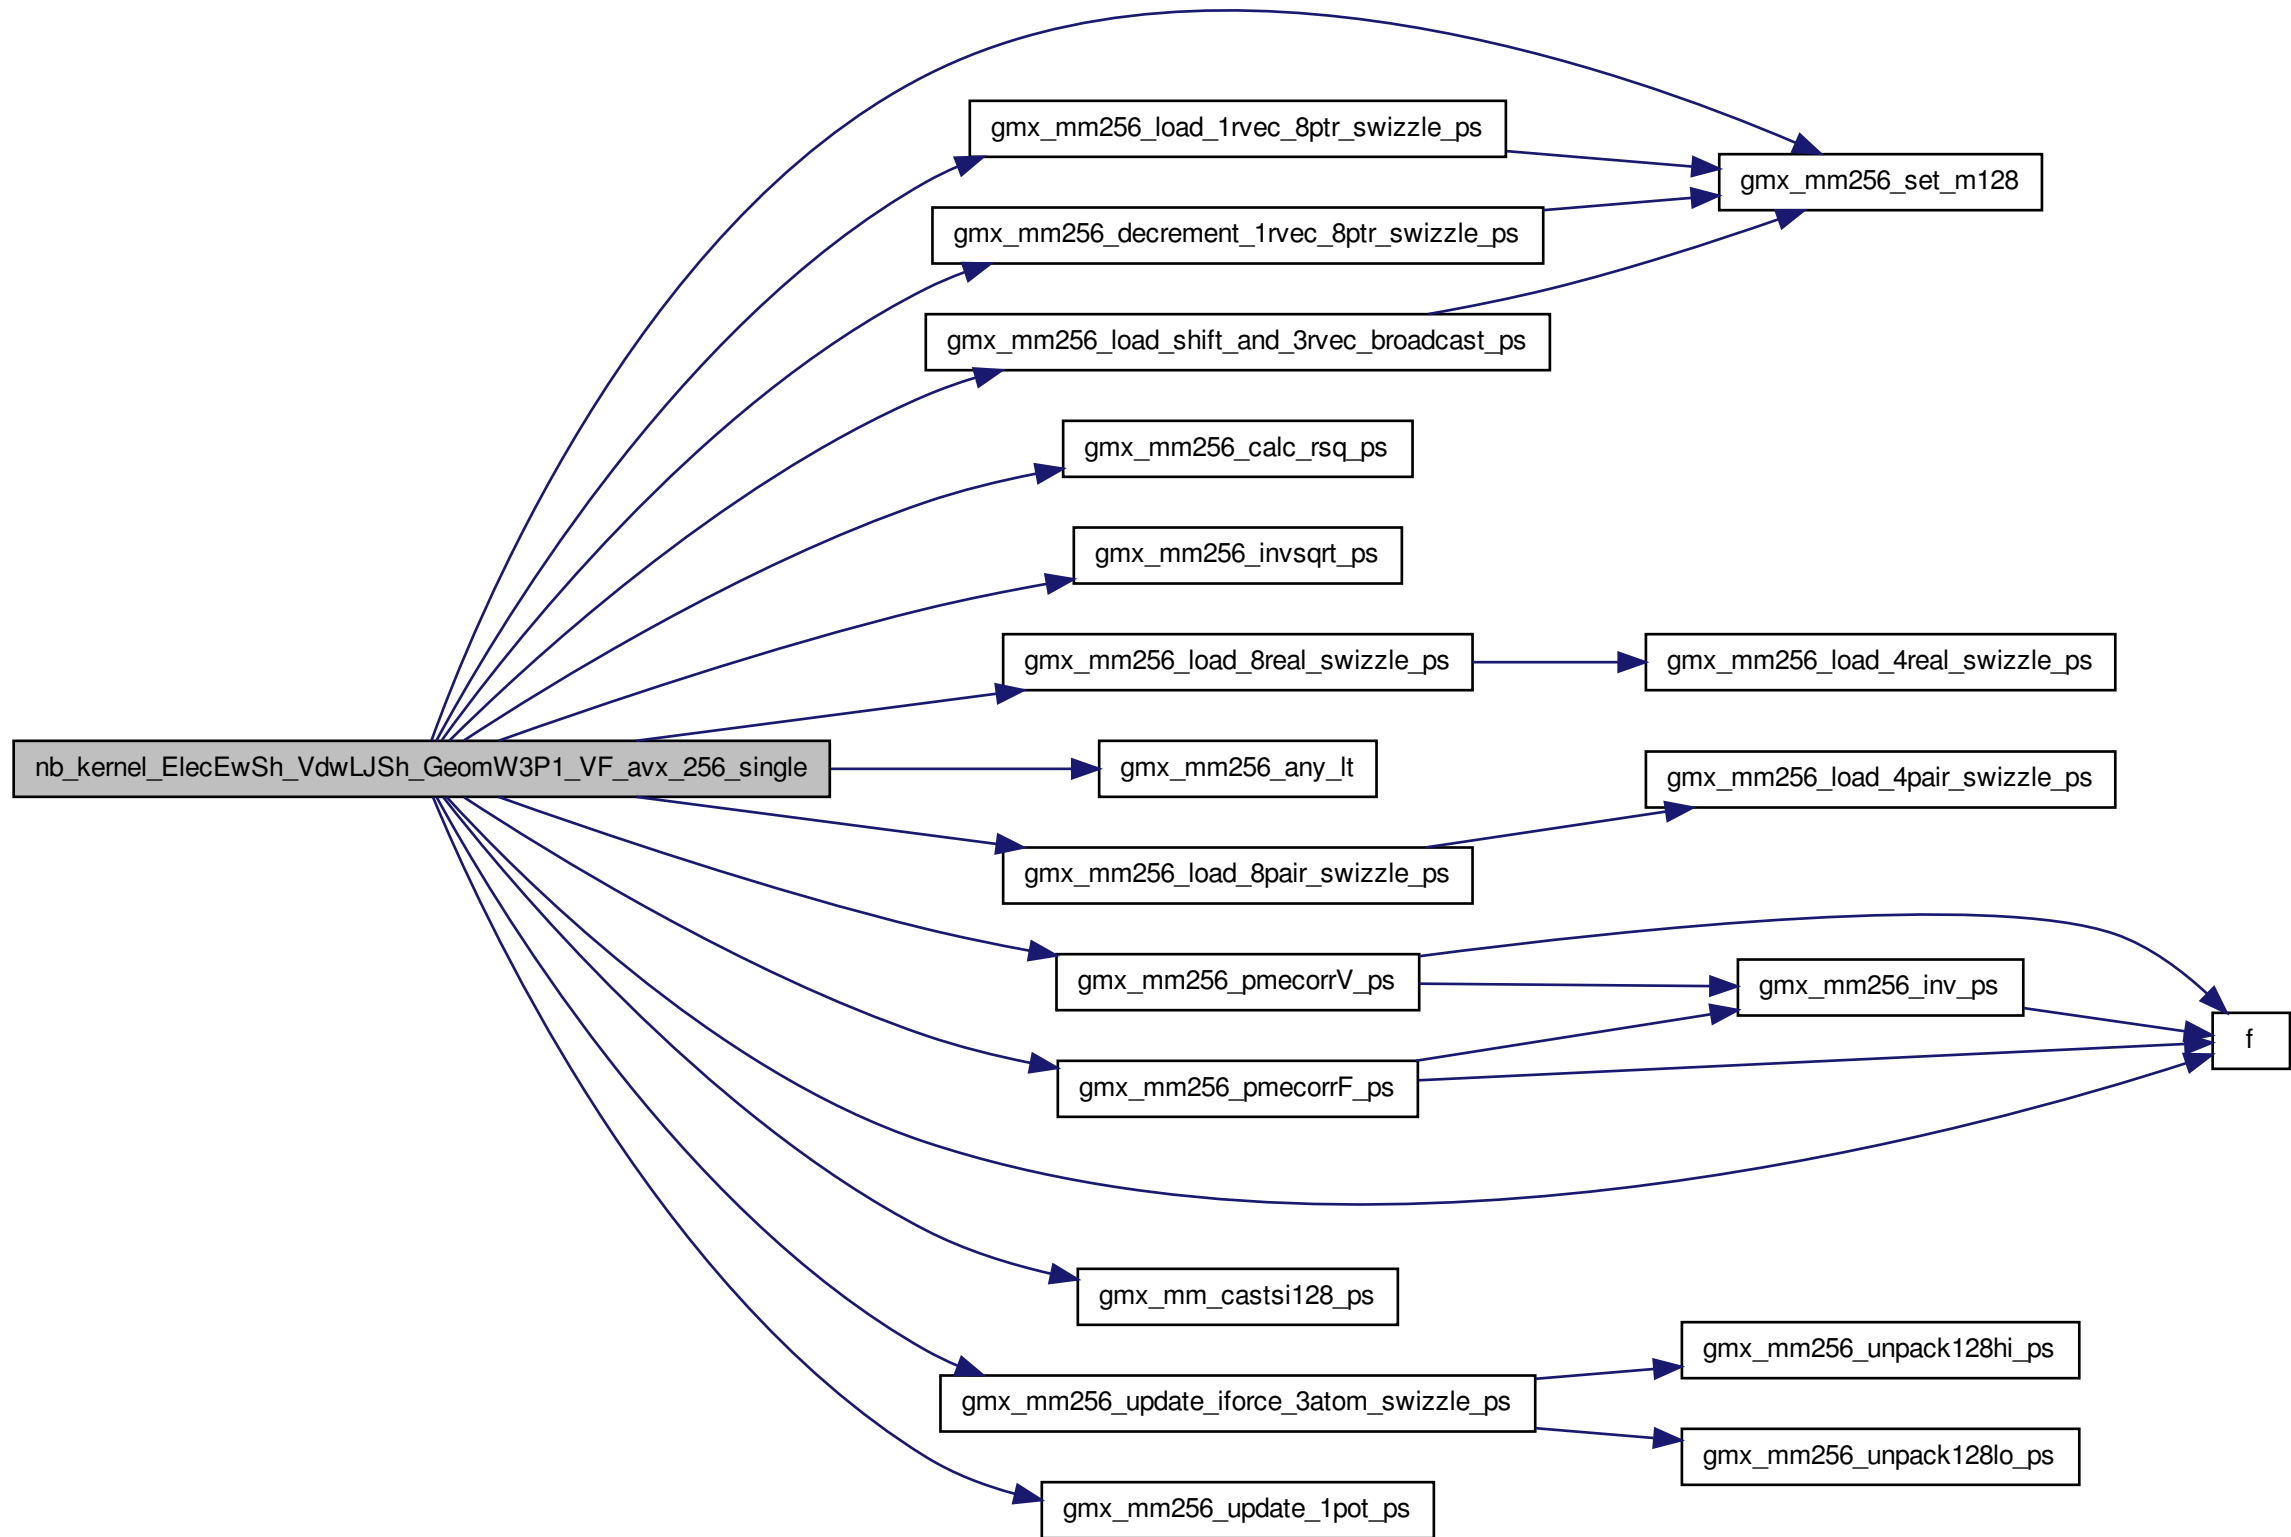 gmx_mm256_load_1rvec_8ptr_swizzle_ps
gmx_mm256_set_m128
gmx_mm256_decrement_1rvec_8ptr_swizzle_ps
gmx_mm256_load_shift_and_3rvec_broadcast_ps
gmx_mm256_calc_rsq_ps
gmx_mm256_invsqrt_ps
gmx_mm256_load_8real_swizzle_ps
gmx_mm256_load_4real_swizzle_ps
nb_kernel_ElecEwSh_VdwLJSh_GeomW3P1_VF_avx_256_single
gmx_mm256_any_lt
gmx_mm256_load_4pair_swizzle_ps
gmx_mm256_load_8pair_swizzle_ps
gmx_mm256_pmecorrV_ps
gmx_mm256_inv_ps
f
gmx_mm256_pmecorrF_ps
gmx_mm_castsi128_ps
gmx_mm256_unpack128hi_ps
gmx_mm256_update_iforce_3atom_swizzle_ps
gmx_mm256_unpack128lo_ps
gmx_mm256_update_1pot_ps